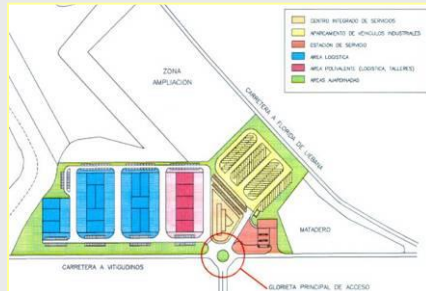 CENTRO INTEGRADO DE SERVICIOS
APARCAMIENTO DE VEHICULOS INDUSTRIALES
ESTACION DE SERVICIO
AREA LOGISTICA
AREA POLIVALENTE (LOGISTICA, TALLERES)
AREAS AJARDINADAS
ZONA
AMPLIACION
CARRETERA A FLORIDA DE LIEBANA
MATADERO
CARRETERA A VITIGUDINOS
GLORIETA PRINCIPAL DE ACCESO